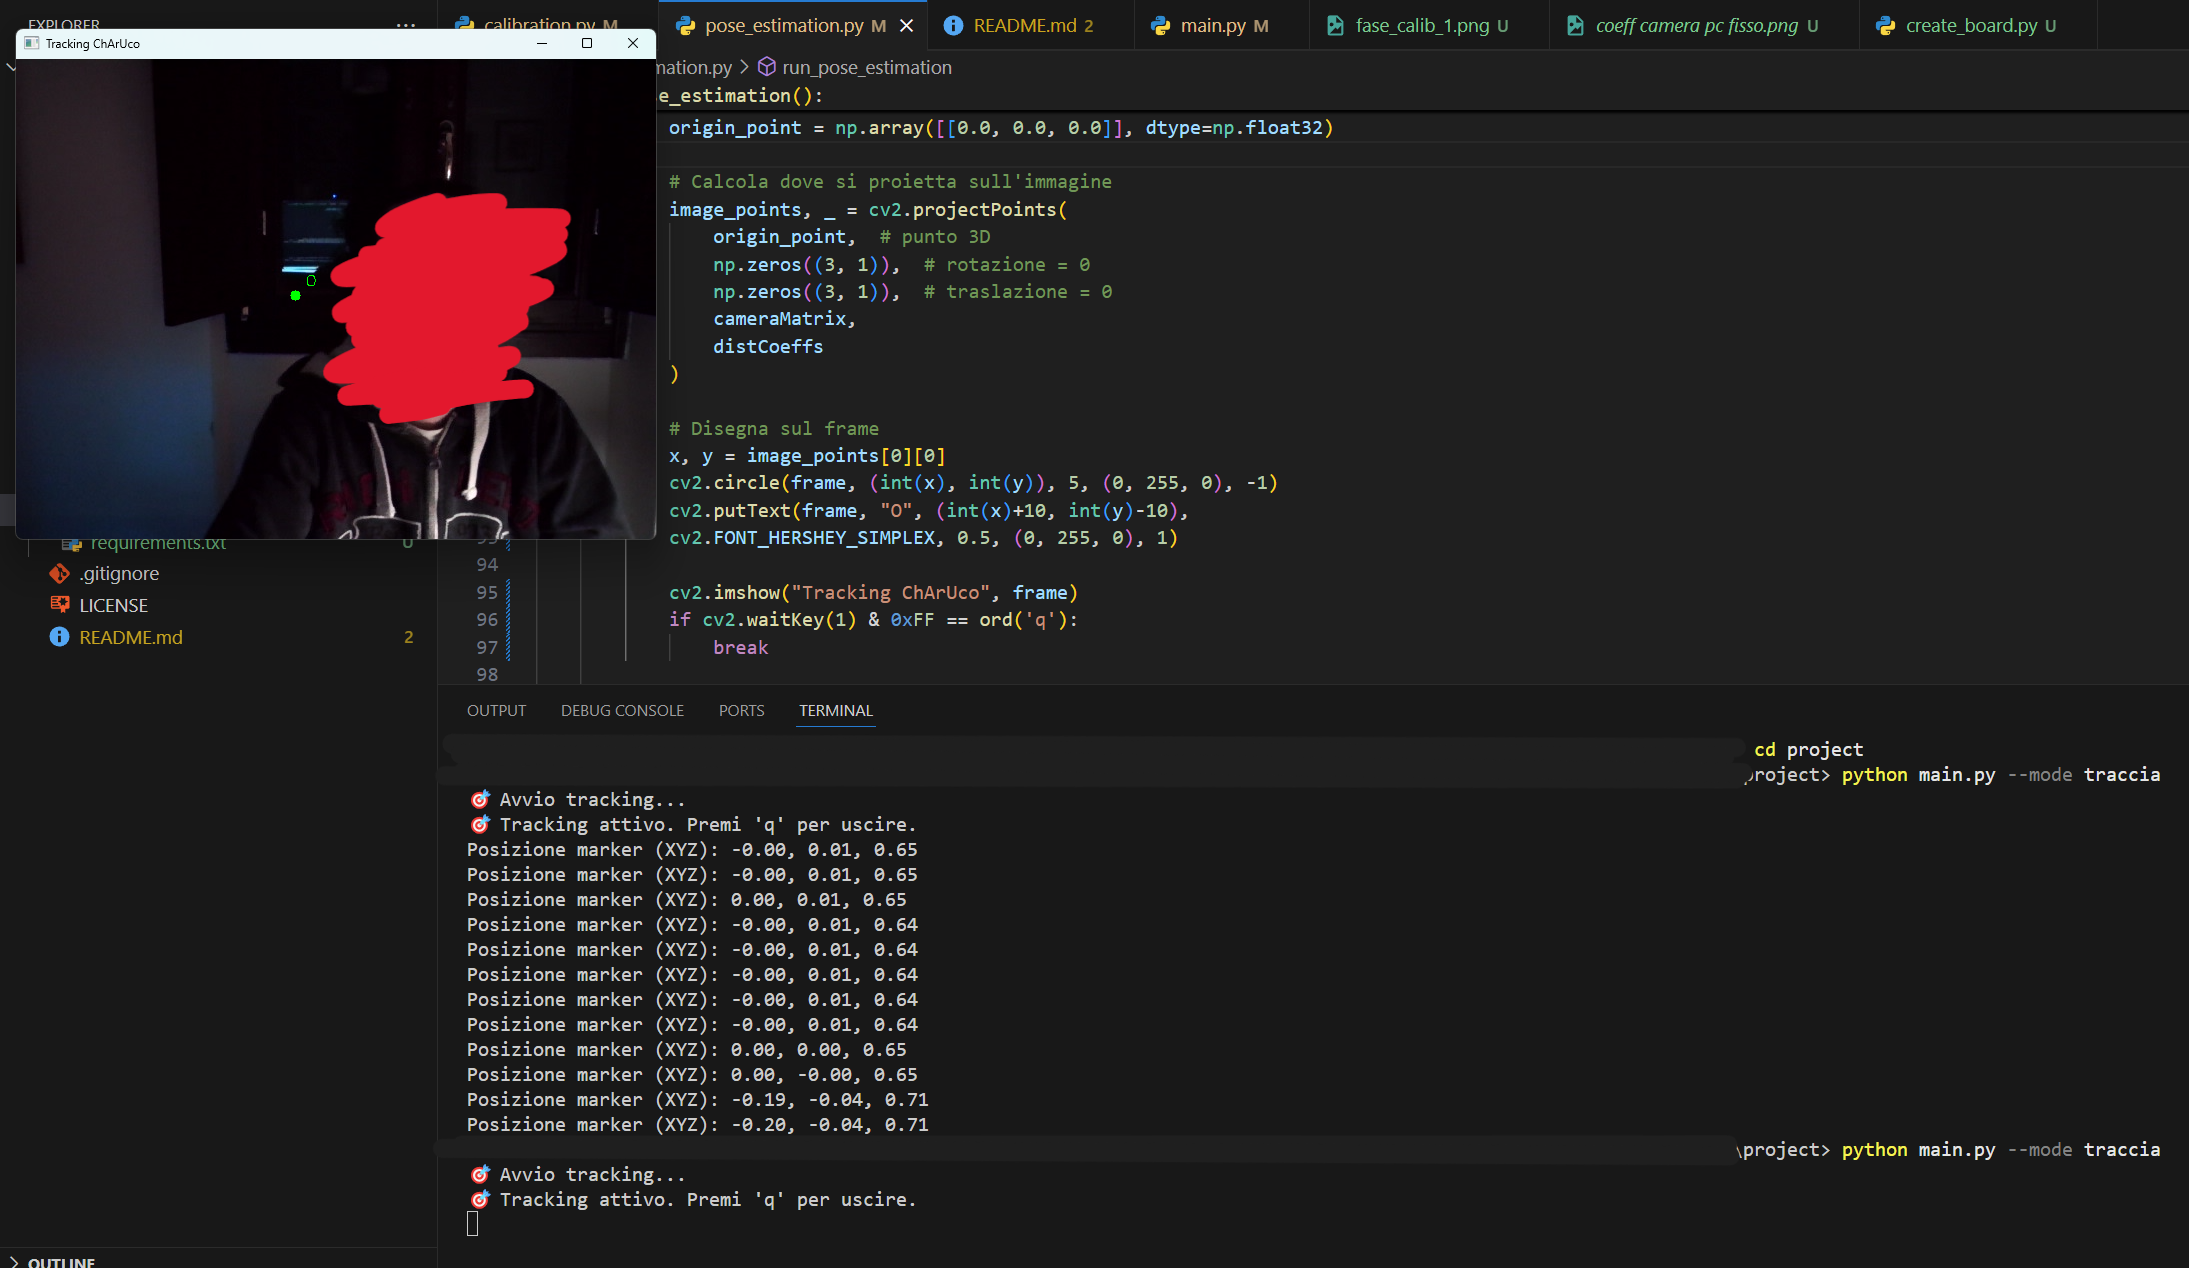 EXPLORER ...
calibration.py M
pose_estimation.py M
README.md 2
main.py M
fase_calib_1.png U
coeff camera pc fisso.png U
create_board.py U
Tracking ChArUco
mation.py > run_pose_estimation
e_estimation():
origin_point = np.array([[0.0, 0.0, 0.0]], dtype=np.float32)
# Calcola dove si proietta sull'immagine
image_points, _ = cv2.projectPoints(
origin_point,  # punto 3D
np.zeros((3, 1)),  # rotazione = 0
np.zeros((3, 1)),  # traslazione = 0
cameraMatrix,
distCoeffs
)
# Disegna sul frame
x, y = image_points[0][0]
cv2.circle(frame, (int(x), int(y)), 5, (0, 255, 0), -1)
cv2.putText(frame, "O", (int(x)+10, int(y)-10),
93 cv2.FONT_HERSHEY_SIMPLEX, 0.5, (0, 255, 0), 1)
94
95 cv2.imshow("Tracking ChArUco", frame)
96 if cv2.waitKey(1) & 0xFF == ord('q'):
97 break
98
O
requirements.txt U
.gitignore
LICENSE
README.md 2
OUTLINE
OUTPUT DEBUG CONSOLE PORTS TERMINAL
cd project
project> python main.py --mode traccia
🎯 Avvio tracking...
🎯 Tracking attivo. Premi 'q' per uscire.
Posizione marker (XYZ): -0.00, 0.01, 0.65
Posizione marker (XYZ): -0.00, 0.01, 0.65
Posizione marker (XYZ): 0.00, 0.01, 0.65
Posizione marker (XYZ): -0.00, 0.01, 0.64
Posizione marker (XYZ): -0.00, 0.01, 0.64
Posizione marker (XYZ): -0.00, 0.01, 0.64
Posizione marker (XYZ): -0.00, 0.01, 0.64
Posizione marker (XYZ): -0.00, 0.01, 0.64
Posizione marker (XYZ): 0.00, 0.00, 0.65
Posizione marker (XYZ): 0.00, -0.00, 0.65
Posizione marker (XYZ): -0.19, -0.04, 0.71
Posizione marker (XYZ): -0.20, -0.04, 0.71
\project> python main.py --mode traccia
🎯 Avvio tracking...
🎯 Tracking attivo. Premi 'q' per uscire.